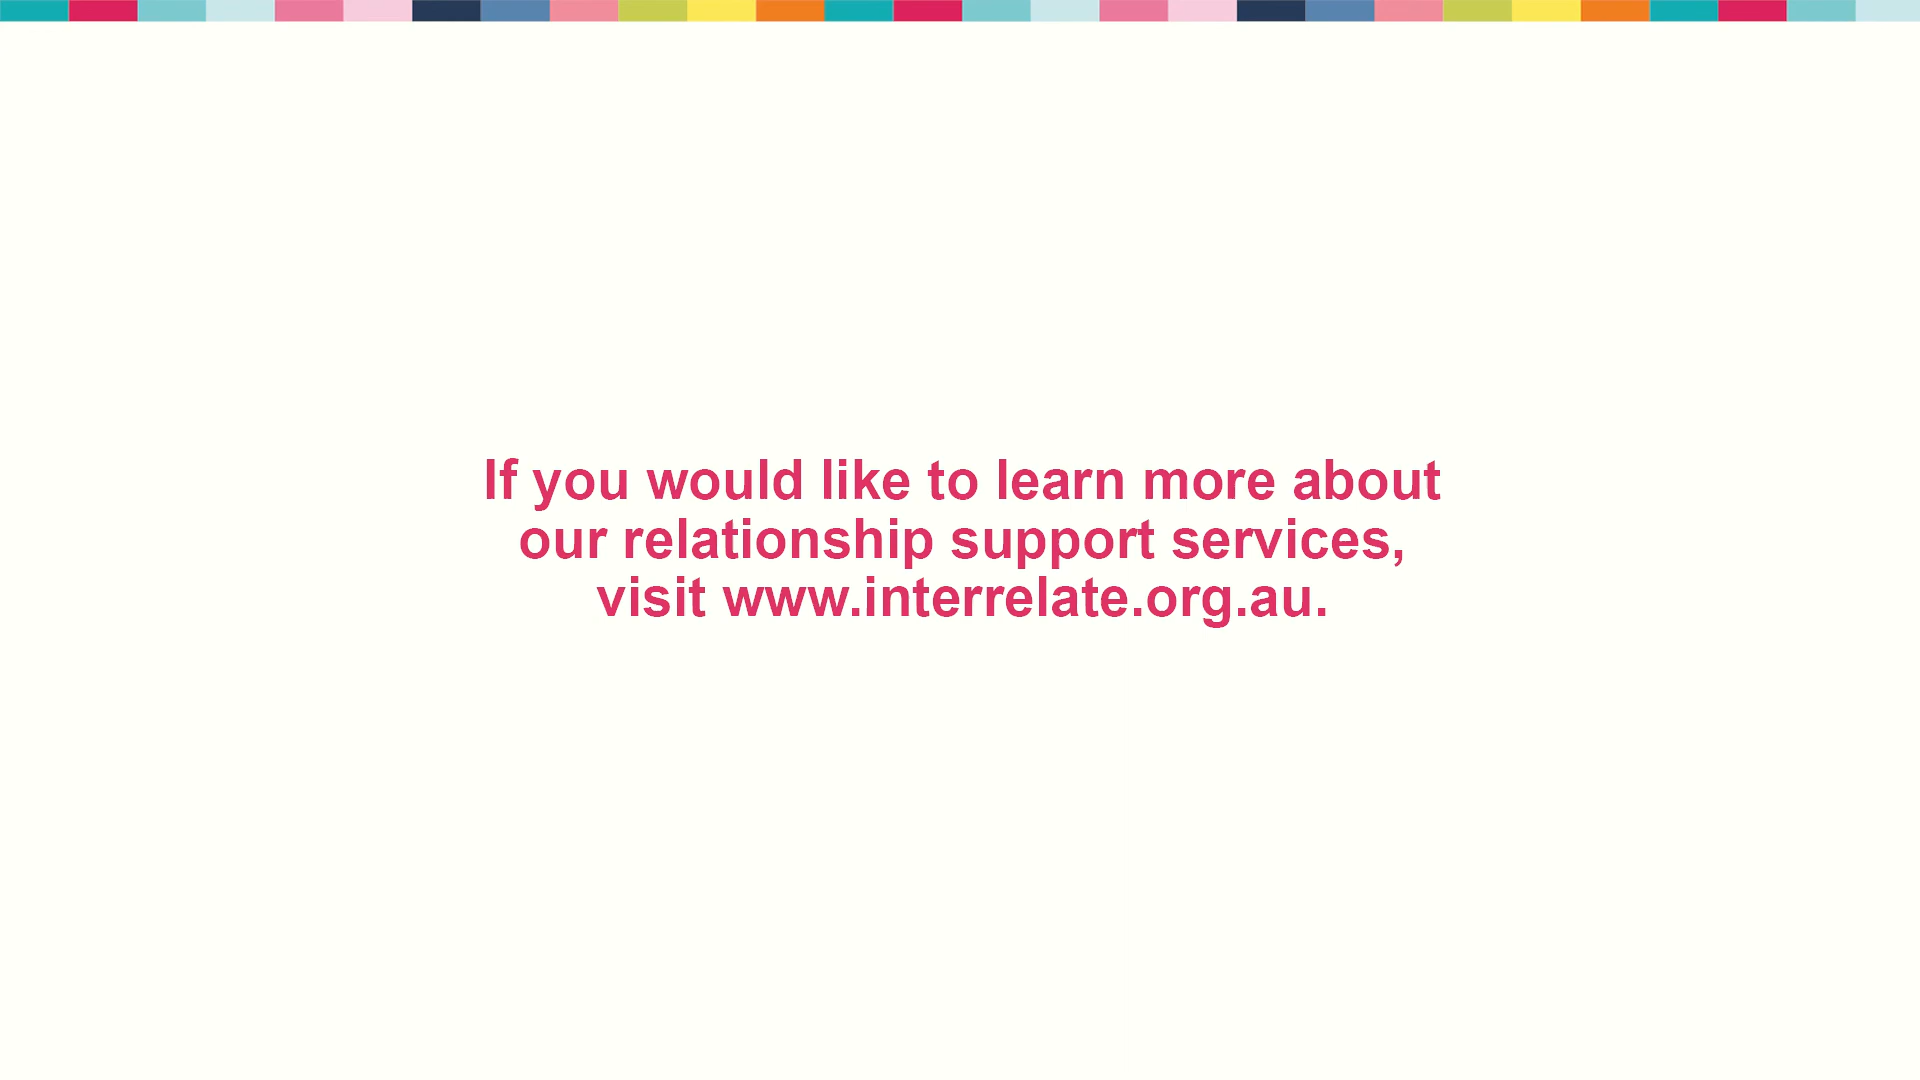 If you would like to learn more about
our relationship support services,
visit www.interrelate.org.au.